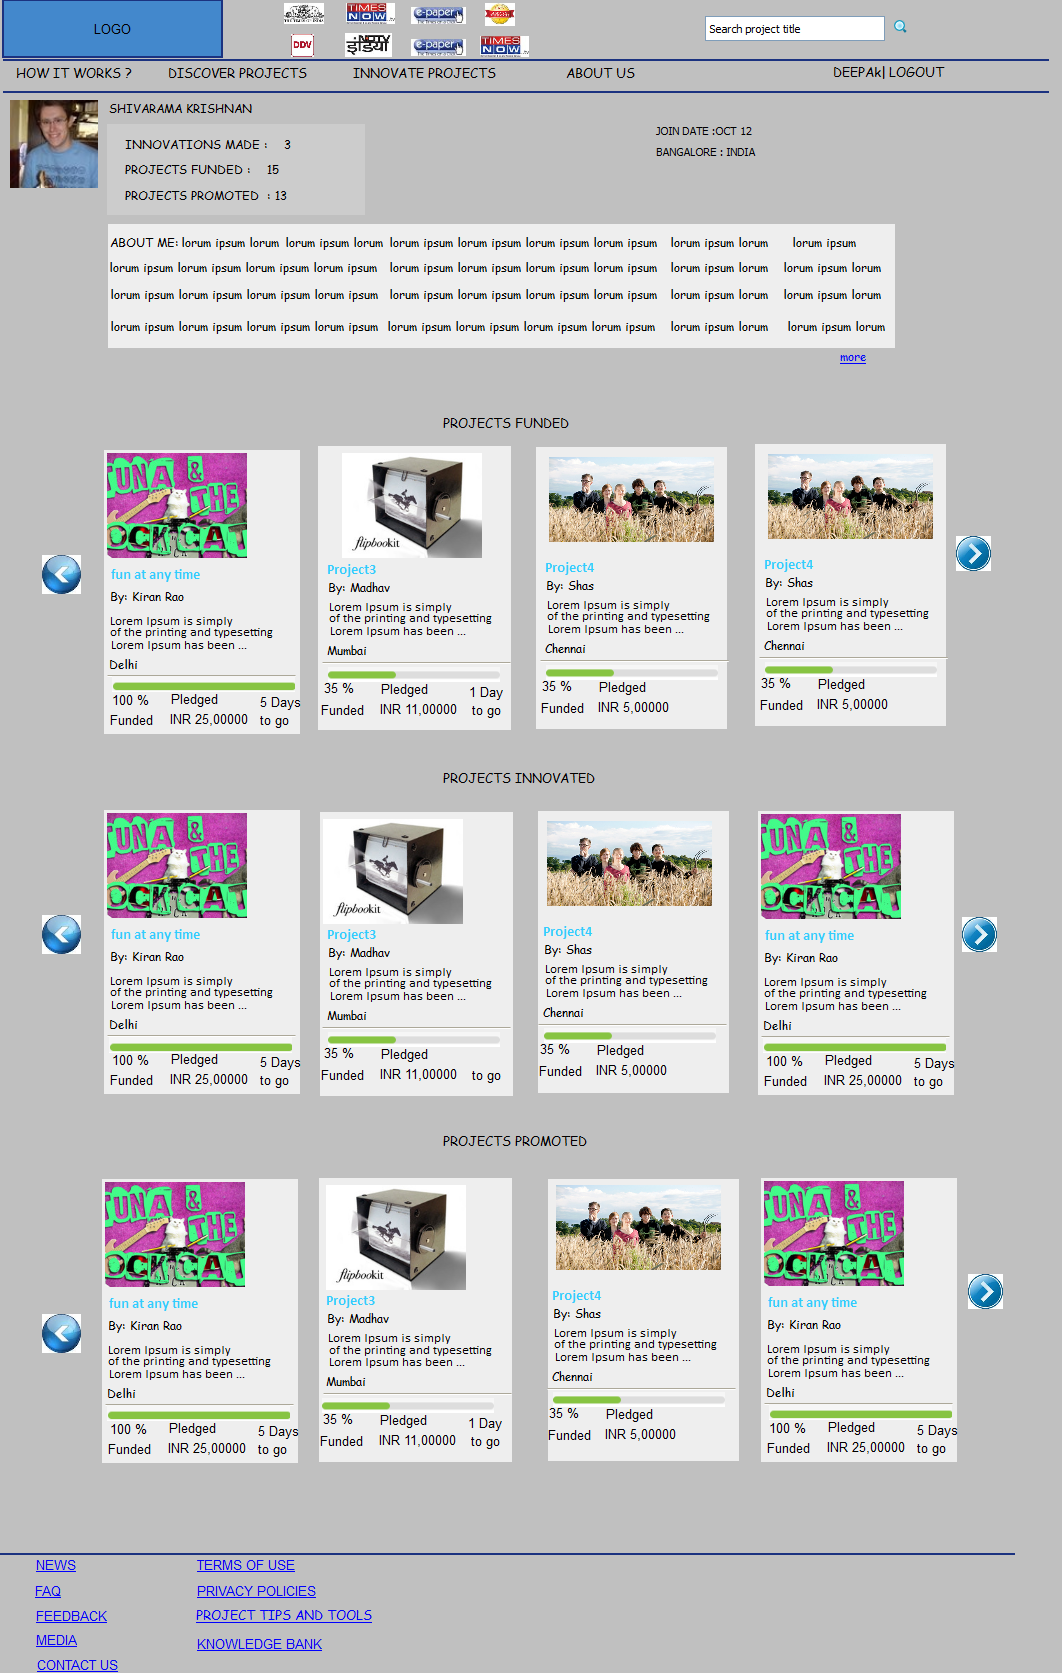 LOGO
THE TIMES OF INDIA
TIMES
NOW .tv
e-paper
DDV
NDTV
इंडिया
e-paper
TIMES
NOW .tv
Search project title
HOW IT WORKS ? DISCOVER PROJECTS INNOVATE PROJECTS ABOUT US DEEPAk| LOGOUT
SHIVARAMA KRISHNAN
INNOVATIONS MADE : 3
PROJECTS FUNDED : 15
PROJECTS PROMOTED : 13
JOIN DATE :OCT 12
BANGALORE : INDIA
ABOUT ME: lorum ipsum lorum lorum ipsum lorum lorum ipsum lorum ipsum lorum ipsum lorum ipsum lorum ipsum lorum lorum ipsum
lorum ipsum lorum ipsum lorum ipsum lorum ipsum lorum ipsum lorum ipsum lorum ipsum lorum ipsum lorum ipsum lorum lorum ipsum lorum
lorum ipsum lorum ipsum lorum ipsum lorum ipsum lorum ipsum lorum ipsum lorum ipsum lorum ipsum lorum ipsum lorum lorum ipsum lorum
lorum ipsum lorum ipsum lorum ipsum lorum ipsum lorum ipsum lorum ipsum lorum ipsum lorum ipsum lorum ipsum lorum lorum ipsum lorum
more
PROJECTS FUNDED
TUNA & THE
ROCK CAT
fun at any time
By: Kiran Rao
Lorem Ipsum is simply
of the printing and typesetting
Lorem Ipsum has been ...
Delhi
100 % Pledged 5 Days
Funded INR 25,00000 to go
flipbookit
Project3
By: Madhav
Lorem Ipsum is simply
of the printing and typesetting
Lorem Ipsum has been ...
Mumbai
35 % Pledged 1 Day
Funded INR 11,00000 to go
Project4
By: Shas
Lorem Ipsum is simply
of the printing and typesetting
Lorem Ipsum has been ...
Chennai
35 % Pledged
Funded INR 5,00000
Project4
By: Shas
Lorem Ipsum is simply
of the printing and typesetting
Lorem Ipsum has been ...
Chennai
35 % Pledged
Funded INR 5,00000
PROJECTS INNOVATED
TUNA & THE
ROCK CAT
fun at any time
By: Kiran Rao
Lorem Ipsum is simply
of the printing and typesetting
Lorem Ipsum has been ...
Delhi
100 % Pledged 5 Days
Funded INR 25,00000 to go
flipbookit
Project3
By: Madhav
Lorem Ipsum is simply
of the printing and typesetting
Lorem Ipsum has been ...
Mumbai
35 % Pledged
Funded INR 11,00000 to go
Project4
By: Shas
Lorem Ipsum is simply
of the printing and typesetting
Lorem Ipsum has been ...
Chennai
35 % Pledged
Funded INR 5,00000
TUNA & THE
ROCK CAT
fun at any time
By: Kiran Rao
Lorem Ipsum is simply
of the printing and typesetting
Lorem Ipsum has been ...
Delhi
100 % Pledged 5 Days
Funded INR 25,00000 to go
PROJECTS PROMOTED
TUNA & THE
ROCK CAT
fun at any time
By: Kiran Rao
Lorem Ipsum is simply
of the printing and typesetting
Lorem Ipsum has been ...
Delhi
100 % Pledged 5 Days
Funded INR 25,00000 to go
flipbookit
Project3
By: Madhav
Lorem Ipsum is simply
of the printing and typesetting
Lorem Ipsum has been ...
Mumbai
35 % Pledged 1 Day
Funded INR 11,00000 to go
Project4
By: Shas
Lorem Ipsum is simply
of the printing and typesetting
Lorem Ipsum has been ...
Chennai
35 % Pledged
Funded INR 5,00000
TUNA & THE
ROCK CAT
fun at any time
By: Kiran Rao
Lorem Ipsum is simply
of the printing and typesetting
Lorem Ipsum has been ...
Delhi
100 % Pledged 5 Days
Funded INR 25,00000 to go
NEWS
FAQ
FEEDBACK
MEDIA
CONTACT US
TERMS OF USE
PRIVACY POLICIES
PROJECT TIPS AND TOOLS
KNOWLEDGE BANK